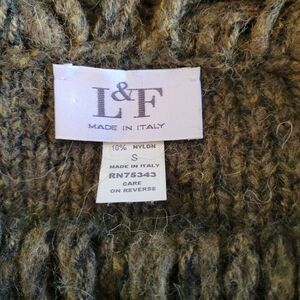 L&F
MADE IN ITALY
10% NYLON
S
MADE IN ITALY
RN75343
CARE
ON REVERSE